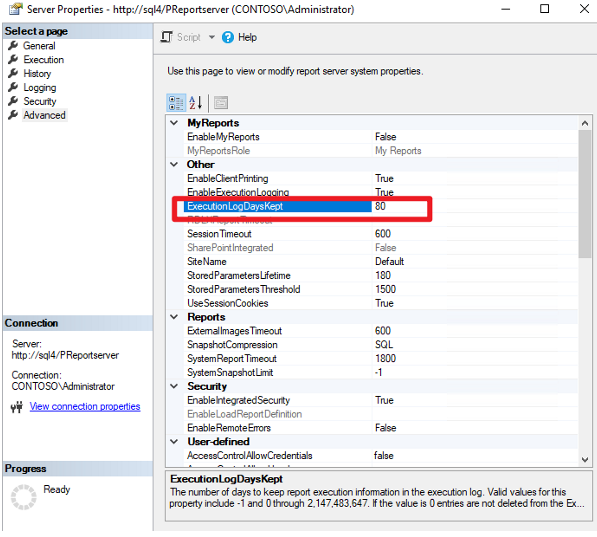 Server Properties - http://sql4/PReportserver (CONTOSO\Administrator)
Select a page
General
Execution
History
Logging
Security
Advanced
Script
Help
Use this page to view or modify report server system properties.
MyReports
EnableMyReports False
MyReportsRole My Reports
Other
EnableClientPrinting True
EnableExecutionLogging True
ExecutionLogDaysKept 80
SessionTimeout 600
SharePointIntegrated False
SiteName Default
StoredParametersLifetime 180
StoredParametersThreshold 1500
UseSessionCookies True
Reports
ExternalImagesTimeout 600
SnapshotCompression SQL
SystemReportTimeout 1800
SystemSnapshotLimit -1
Security
EnableIntegratedSecurity True
EnableLoadReportDefinition
EnableRemoteErrors False
User-defined
AccessControlAllowCredentials false
Connection
Server:
http://sql4/PReportserver
Connection:
CONTOSO\Administrator
View connection properties
Progress
Ready
ExecutionLogDaysKept
The number of days to keep report execution information in the execution log. Valid values for this
property include -1 and 0 through 2,147,483,647. If the value is 0 entries are not deleted from the Ex...